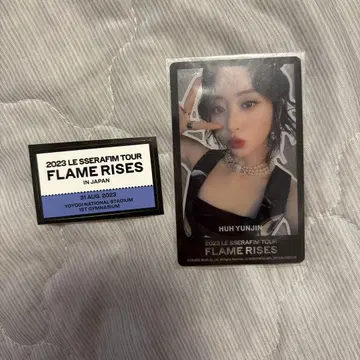 2023 LE SSERAFIM TOUR
FLAME RISES
IN JAPAN
31 AUG. 2023
YOYOGI NATIONAL STADIUM
1ST GYMNASIUM
HUH YUNJIN
2023 LE SSERAFIM TOUR
FLAME RISES